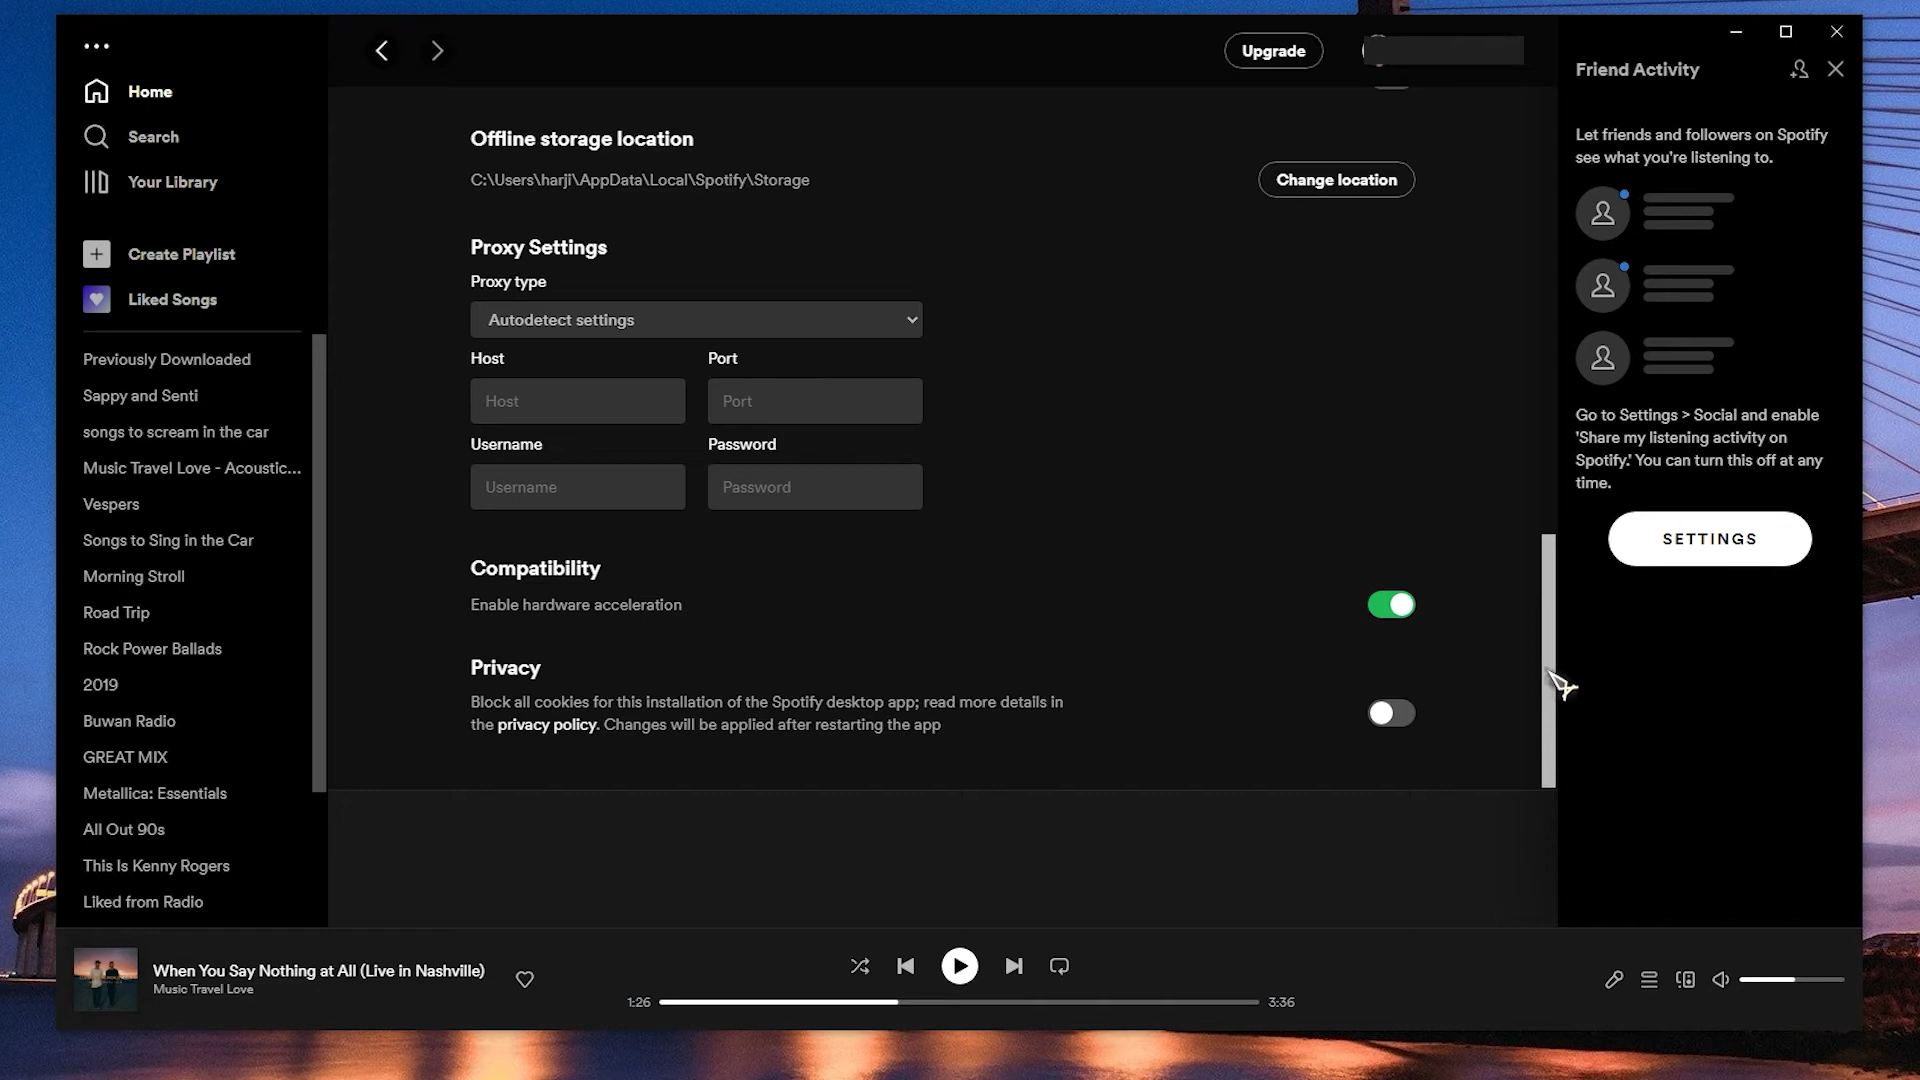 Home
Search
Your Library
Create Playlist
Liked Songs
Previously Downloaded
Sappy and Senti
songs to scream in the car
Music Travel Love - Acoustic...
Vespers
Songs to Sing in the Car
Morning Stroll
Road Trip
Rock Power Ballads
2019
Buwan Radio
GREAT MIX
Metallica: Essentials
All Out 90s
This Is Kenny Rogers
Liked from Radio
Upgrade
Offline storage location
C:\Users\harji\AppData\Local\Spotify\Storage
Change location
Proxy Settings
Proxy type
Autodetect settings
Host Port
Host Port
Username Password
Username Password
Compatibility
Enable hardware acceleration
Privacy
Block all cookies for this installation of the Spotify desktop app; read more details in
the privacy policy. Changes will be applied after restarting the app
Friend Activity
Let friends and followers on Spotify
see what you're listening to.
Go to Settings > Social and enable
'Share my listening activity on
Spotify.' You can turn this off at any
time.
SETTINGS
When You Say Nothing at All (Live in Nashville)
Music Travel Love
1:26
3:36